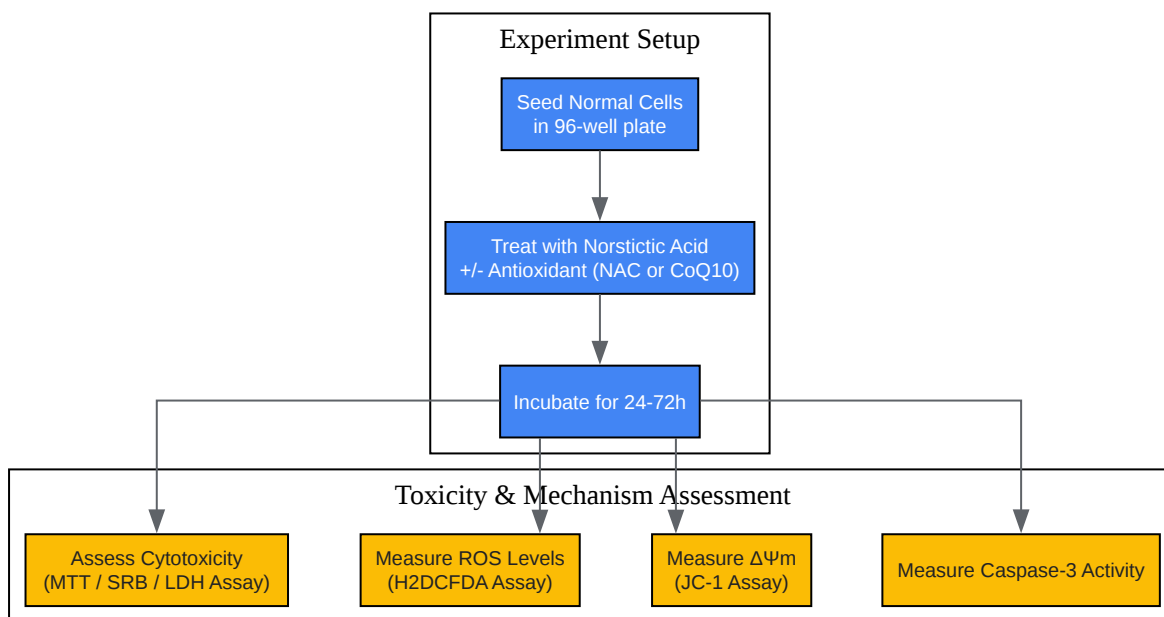 Experiment Setup
Seed Normal Cells
in 96-well plate
Treat with Norstictic Acid
+/- Antioxidant (NAC or CoQ10)
Incubate for 24-72h
Toxicity & Mechanism Assessment
Assess Cytotoxicity
(MTT / SRB / LDH Assay)
Measure ROS Levels
(H2DCFDA Assay)
Measure ΔΨm
(JC-1 Assay)
Measure Caspase-3 Activity